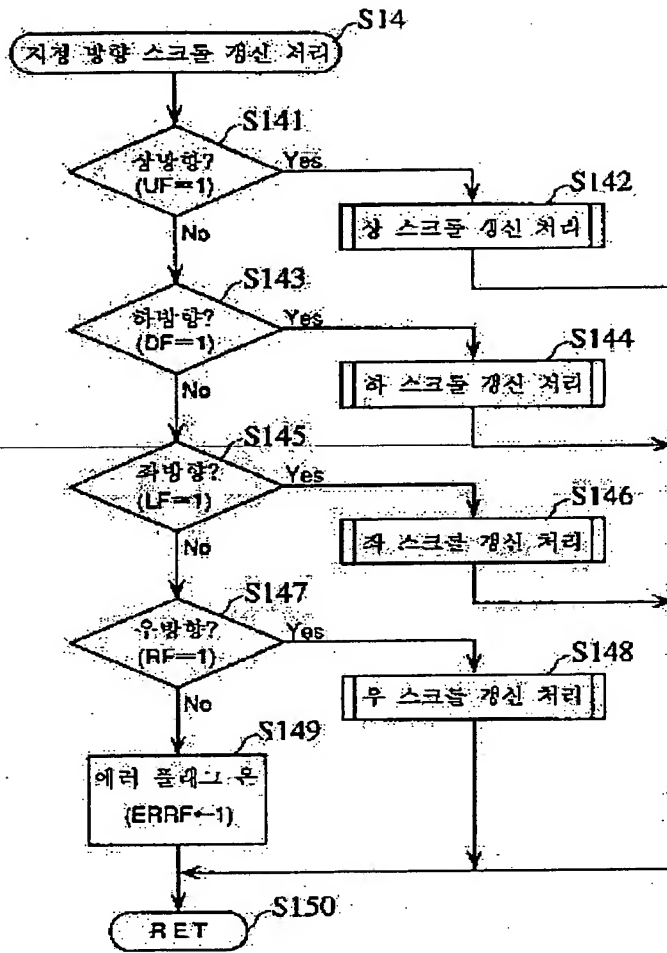 S14
지정 방향 스크롤 갱신 처리
S141
상방향?
(UF=1)
Yes
No
S142
상 스크롤 갱신 처리
S143
하방향?
(DF=1)
Yes
No
S144
하 스크롤 갱신 처리
S145
좌방향?
(LF=1)
Yes
No
S146
좌 스크롤 갱신 처리
S147
우방향?
(RF=1)
Yes
No
S148
우 스크롤 갱신 처리
S149
에러 플래그 온
(ERRF←1)
S150
RET